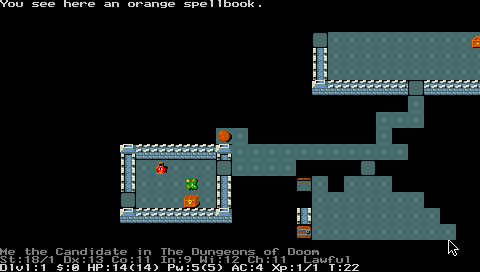 You see here an orange spellbook.
Me the Candidate in The Dungeons of Doom
St:18/1 Dx:13 Co:11 In:9 Wi:12 Ch:11 Lawful
Dlvl:1 $:0 HP:14(14) Pw:5(5) AC:4 Xp:1/1 T:22